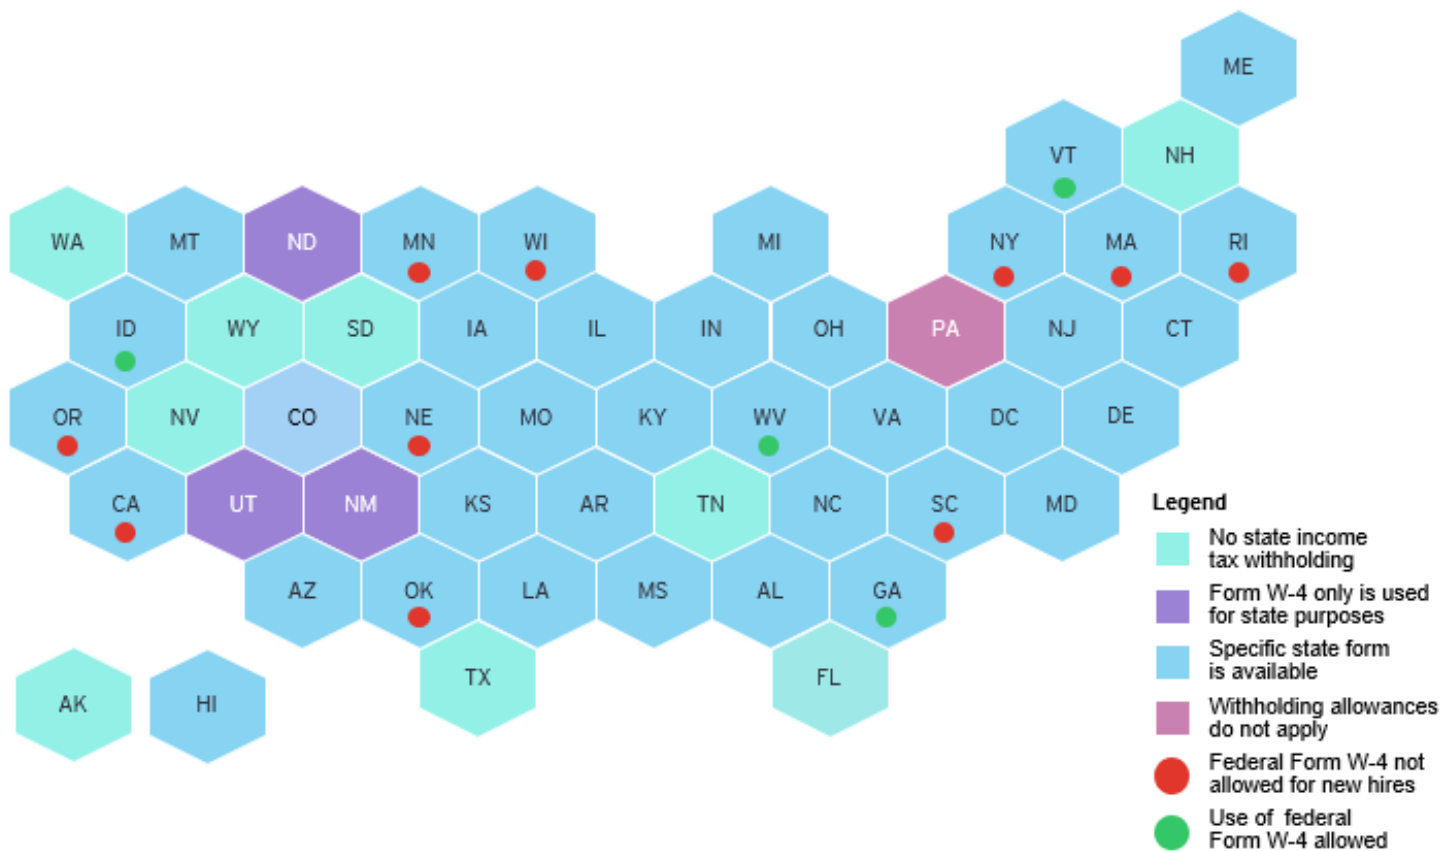 ME
VT
NH
WA
MT
ND
MN
WI
MI
NY
MA
RI
ID
WY
SD
IA
IL
IN
OH
PA
NJ
CT
OR
NV
CO
NE
MO
KY
WV
VA
DC
DE
CA
UT
NM
KS
AR
TN
NC
SC
MD
AZ
OK
LA
MS
AL
GA
TX
FL
AK
HI
Legend
No state income
tax withholding
Form W-4 only is used
for state purposes
Specific state form
is available
Withholding allowances
do not apply
Federal Form W-4 not
allowed for new hires
Use of federal
Form W-4 allowed